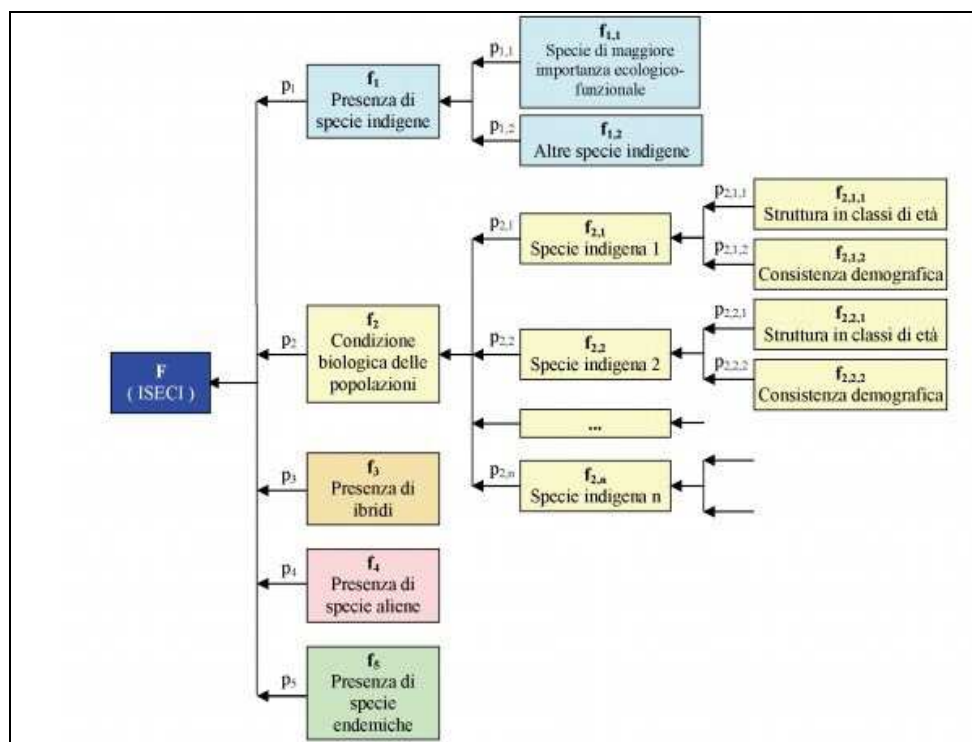 p1
f1
Presenza di
specie indigene
p1,1
f1,1
Specie di maggiore
importanza ecologico-
funzionale
p1,2
f1,2
Altre specie indigene
F
( ISECI )
p2
f2
Condizione
biologica delle
popolazioni
p2,1
f2,1
Specie indigena 1
p2,1,1
f2,1,1
Struttura in classi di età
p2,1,2
f2,1,2
Consistenza demografica
p2,2
f2,2
Specie indigena 2
p2,2,1
f2,2,1
Struttura in classi di età
p2,2,2
f2,2,2
Consistenza demografica
...
p2,n
f2,n
Specie indigena n
p3
f3
Presenza di
ibridi
p4
f4
Presenza di
specie aliene
p5
f5
Presenza di
specie
endemiche